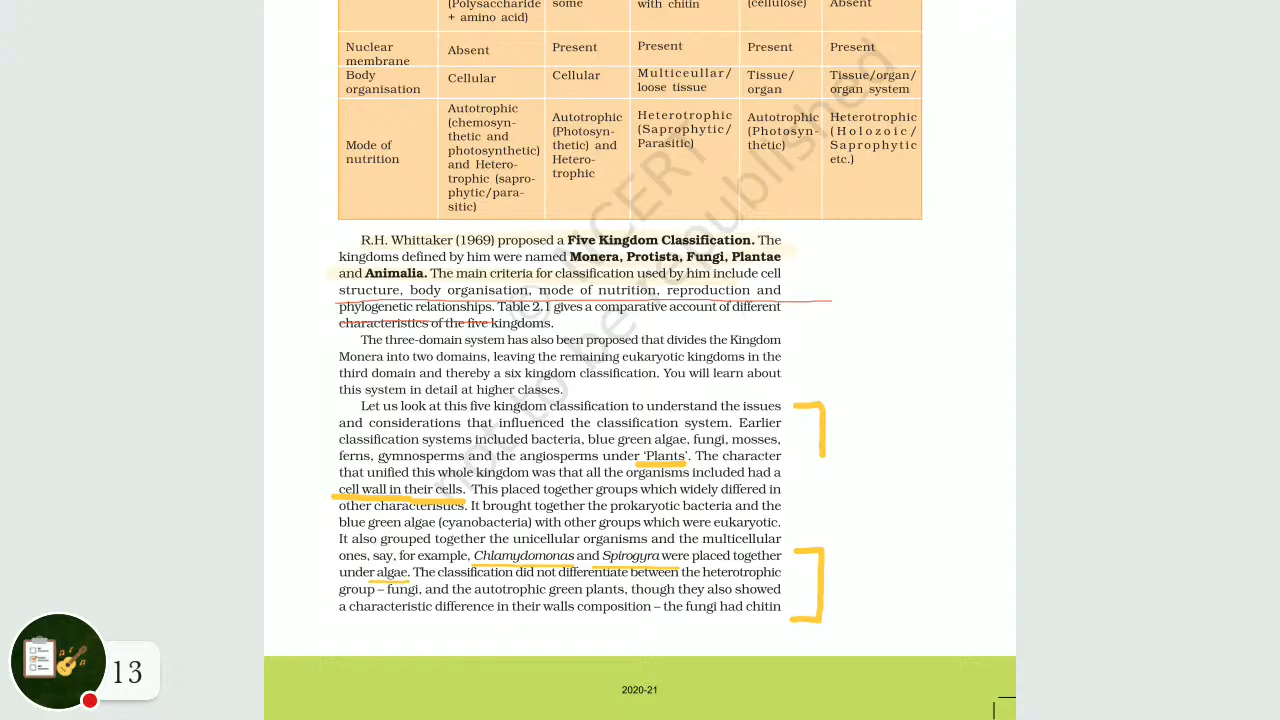 (Polysaccharide some with chitin (cellulose) Absent
+ amino acid)
Nuclear membrane Absent Present Present Present Present
Body organisation Cellular Cellular Multiceullar/ loose tissue Tissue/ organ Tissue/organ/ organ system
Mode of nutrition Autotrophic (chemosyn- thetic and photosynthetic) and Hetero- trophic (sapro- phytic/para- sitic) Autotrophic (Photosyn- thetic) and Hetero- trophic Heterotrophic (Saprophytic/ Parasitic) Autotrophic (Photosyn- thetic) Heterotrophic (Holozoic/ Saprophytic etc.)
R.H. Whittaker (1969) proposed a Five Kingdom Classification. The
kingdoms defined by him were named Monera, Protista, Fungi, Plantae
and Animalia. The main criteria for classification used by him include cell
structure, body organisation, mode of nutrition, reproduction and
phylogenetic relationships. Table 2.1 gives a comparative account of different
characteristics of the five kingdoms.
The three-domain system has also been proposed that divides the Kingdom
Monera into two domains, leaving the remaining eukaryotic kingdoms in the
third domain and thereby a six kingdom classification. You will learn about
this system in detail at higher classes.
Let us look at this five kingdom classification to understand the issues
and considerations that influenced the classification system. Earlier
classification systems included bacteria, blue green algae, fungi, mosses,
ferns, gymnosperms and the angiosperms under ‘Plants’. The character
that unified this whole kingdom was that all the organisms included had a
cell wall in their cells. This placed together groups which widely differed in
other characteristics. It brought together the prokaryotic bacteria and the
blue green algae (cyanobacteria) with other groups which were eukaryotic.
It also grouped together the unicellular organisms and the multicellular
ones, say, for example, Chlamydomonas and Spirogyra were placed together
under algae. The classification did not differentiate between the heterotrophic
group – fungi, and the autotrophic green plants, though they also showed
a characteristic difference in their walls composition – the fungi had chitin
© NCERT
not to be republished
13
2020-21